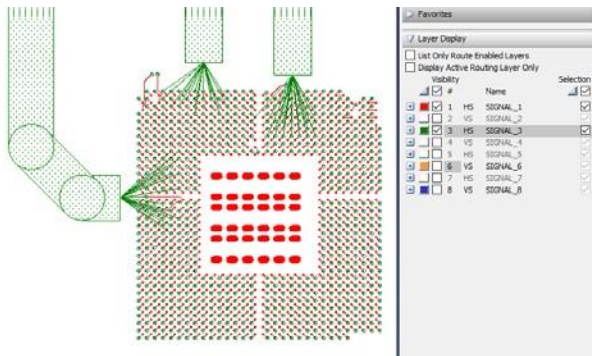 Favorites
Layer Display
List Only Route Enabled Layers
Display Active Routing Layer Only
Visibility Selection
# Name
1 HS SIGNAL_1
2 VS SIGNAL_2
3 HS SIGNAL_3
4 VS SIGNAL_4
5 HS SIGNAL_5
6 VS SIGNAL_6
7 HS SIGNAL_7
8 VS SIGNAL_8